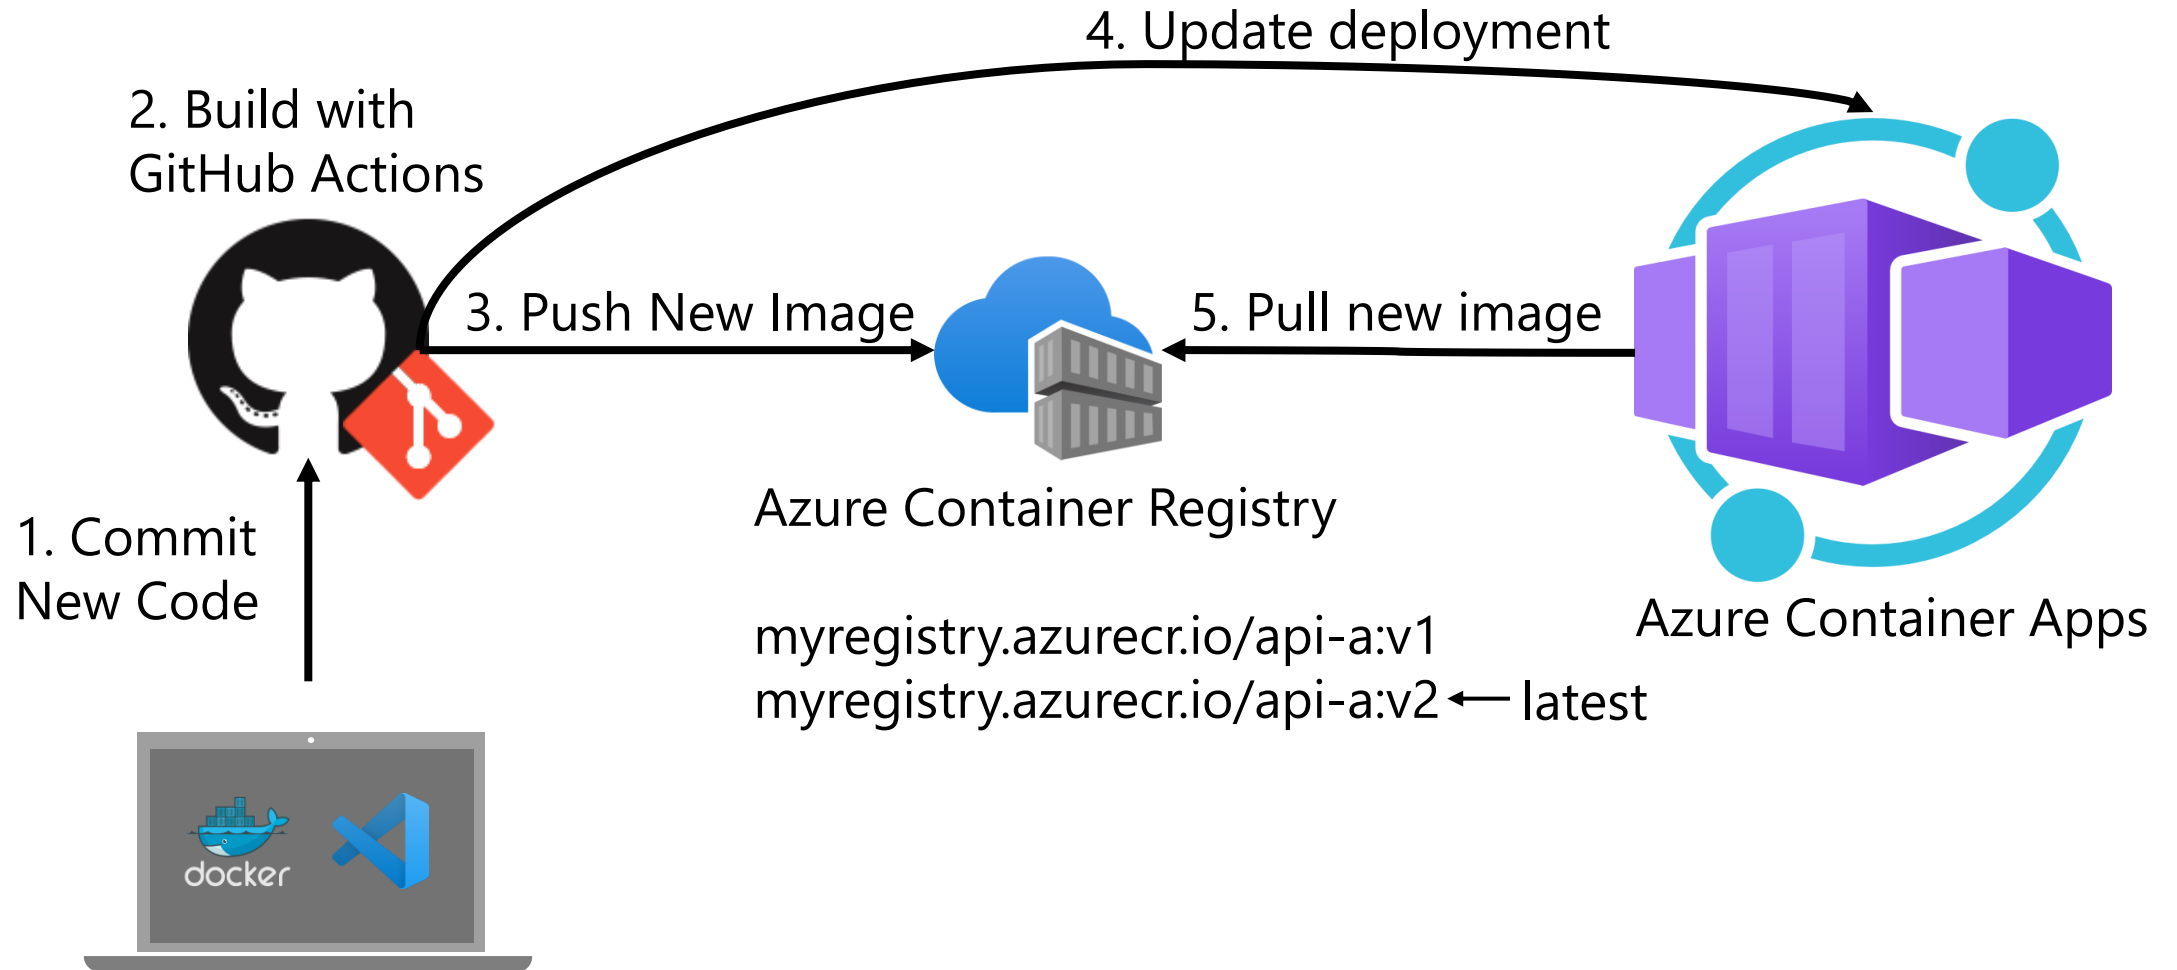 4. Update deployment
2. Build with
GitHub Actions
3. Push New Image
5. Pull new image
Azure Container Registry
1. Commit
New Code
Azure Container Apps
myregistry.azurecr.io/api-a:v1
myregistry.azurecr.io/api-a:v2
latest
docker